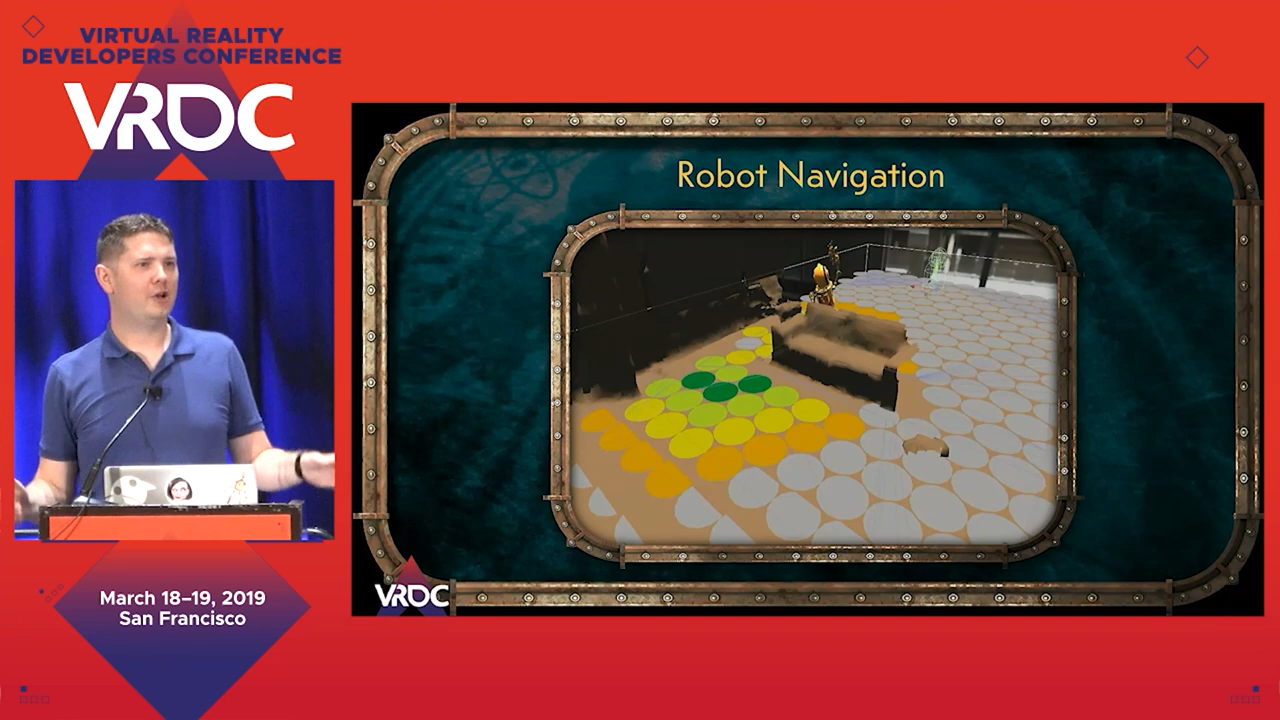 VIRTUAL REALITY
DEVELOPERS CONFERENCE
VRDC
Robot Navigation
VRDC
March 18–19, 2019
San Francisco